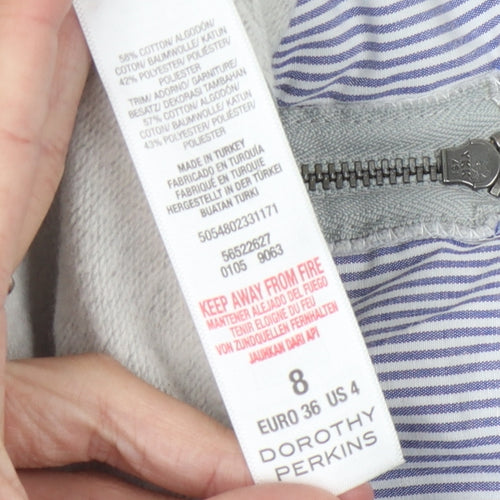 58% COTTON/ ALGODÓN/
COTON/ BAUMWOLLE/ KATUN
42% POLYESTER/ POLIÉSTER/
POLIESTER
TRIM/ ADORNO/ GARNITURE/
BESATZ/ DEKORASI TAMBAHAN
57% COTTON/ ALGODÓN/
COTON/ BAUMWOLLE/ KATUN
43% POLYESTER/ POLIÉSTER/
POLIESTER
MADE IN TURKEY
FABRICADO EN TURQUÍA
FABRIQUÉ EN TURQUIE
HERGESTELLT IN DER TÜRKEI
BUATAN TURKI
5054802331171
56522627
0105 9063
KEEP AWAY FROM FIRE
MANTENER ALEJADO DEL FUEGO
TENIR ELOIGNE DU FEU
VON ZUNDQUELLEN FERNHALTEN
JAUHKAN DARI API
8
EURO 36 US 4
DOROTHY
PERKINS
YKK